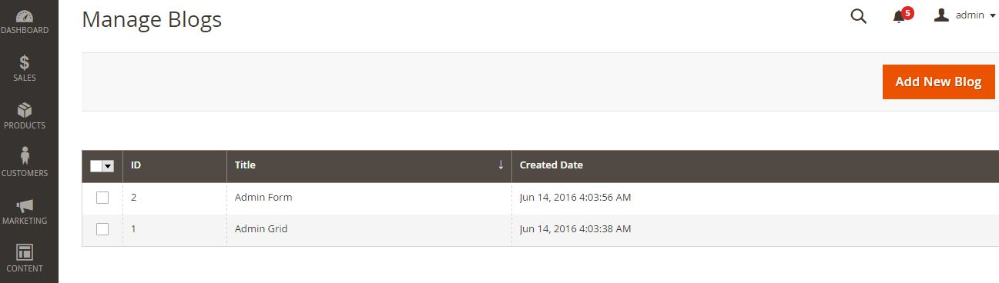 Manage Blogs
5
admin
DASHBOARD
SALES
PRODUCTS
CUSTOMERS
MARKETING
CONTENT
Add New Blog
ID Title ↓ Created Date
2 Admin Form Jun 14, 2016 4:03:56 AM
1 Admin Grid Jun 14, 2016 4:03:38 AM